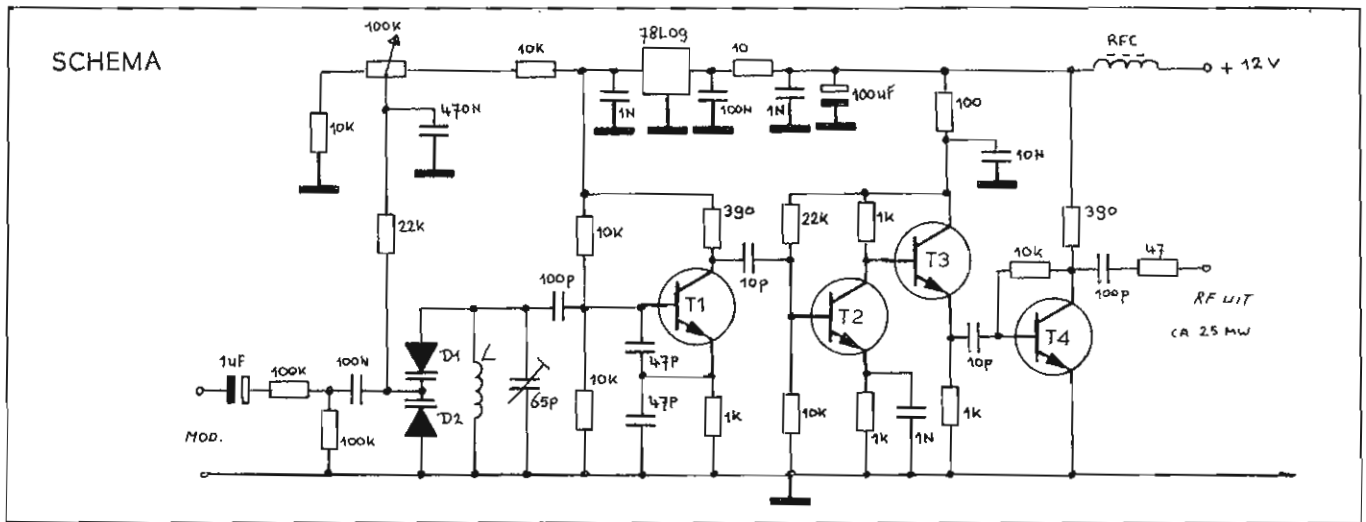 SCHEMA
100K
10K
78L09
10
RFC
+ 12V
10K
470N
1N
100N
1N
100uF
100
10N
22K
10K
390
22k
1k
T3
390
10k
47
100p
10p
T1
T2
100p
RF UIT
CA 25 MW
T4
10p
1uF
100k
100N
D1
D2
L
65p
47P
47P
10k
1k
10k
1k
1N
1k
MOD.
100k